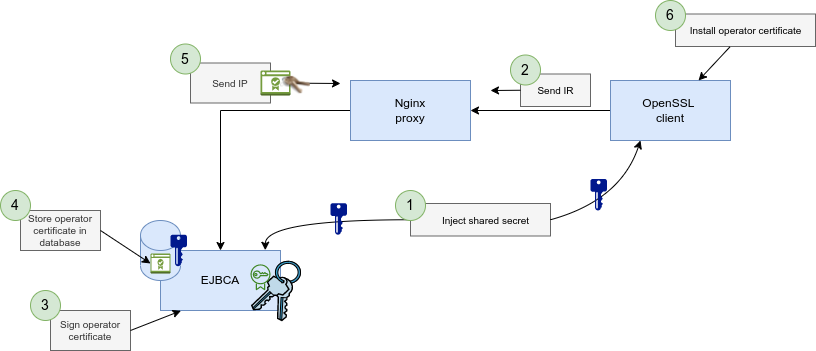 6
Install operator certificate
5
Send IP
2
Send IR
Nginx
proxy
OpenSSL
client
4
Store operator
certificate in
database
1
Inject shared secret
EJBCA
3
Sign operator
certificate